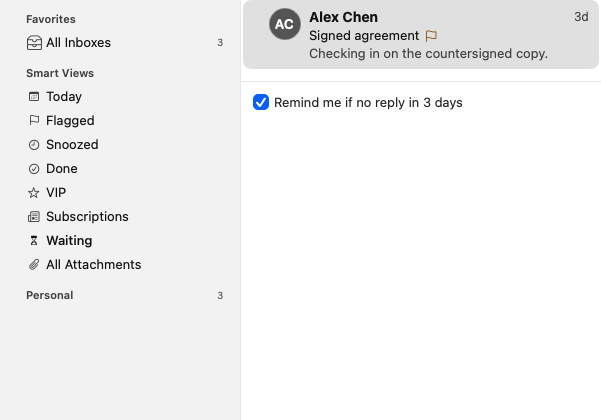 Favorites
All Inboxes 3
Smart Views
Today
Flagged
Snoozed
Done
VIP
Subscriptions
Waiting
All Attachments
Personal 3
AC
Alex Chen 3d
Signed agreement
Checking in on the countersigned copy.
Remind me if no reply in 3 days